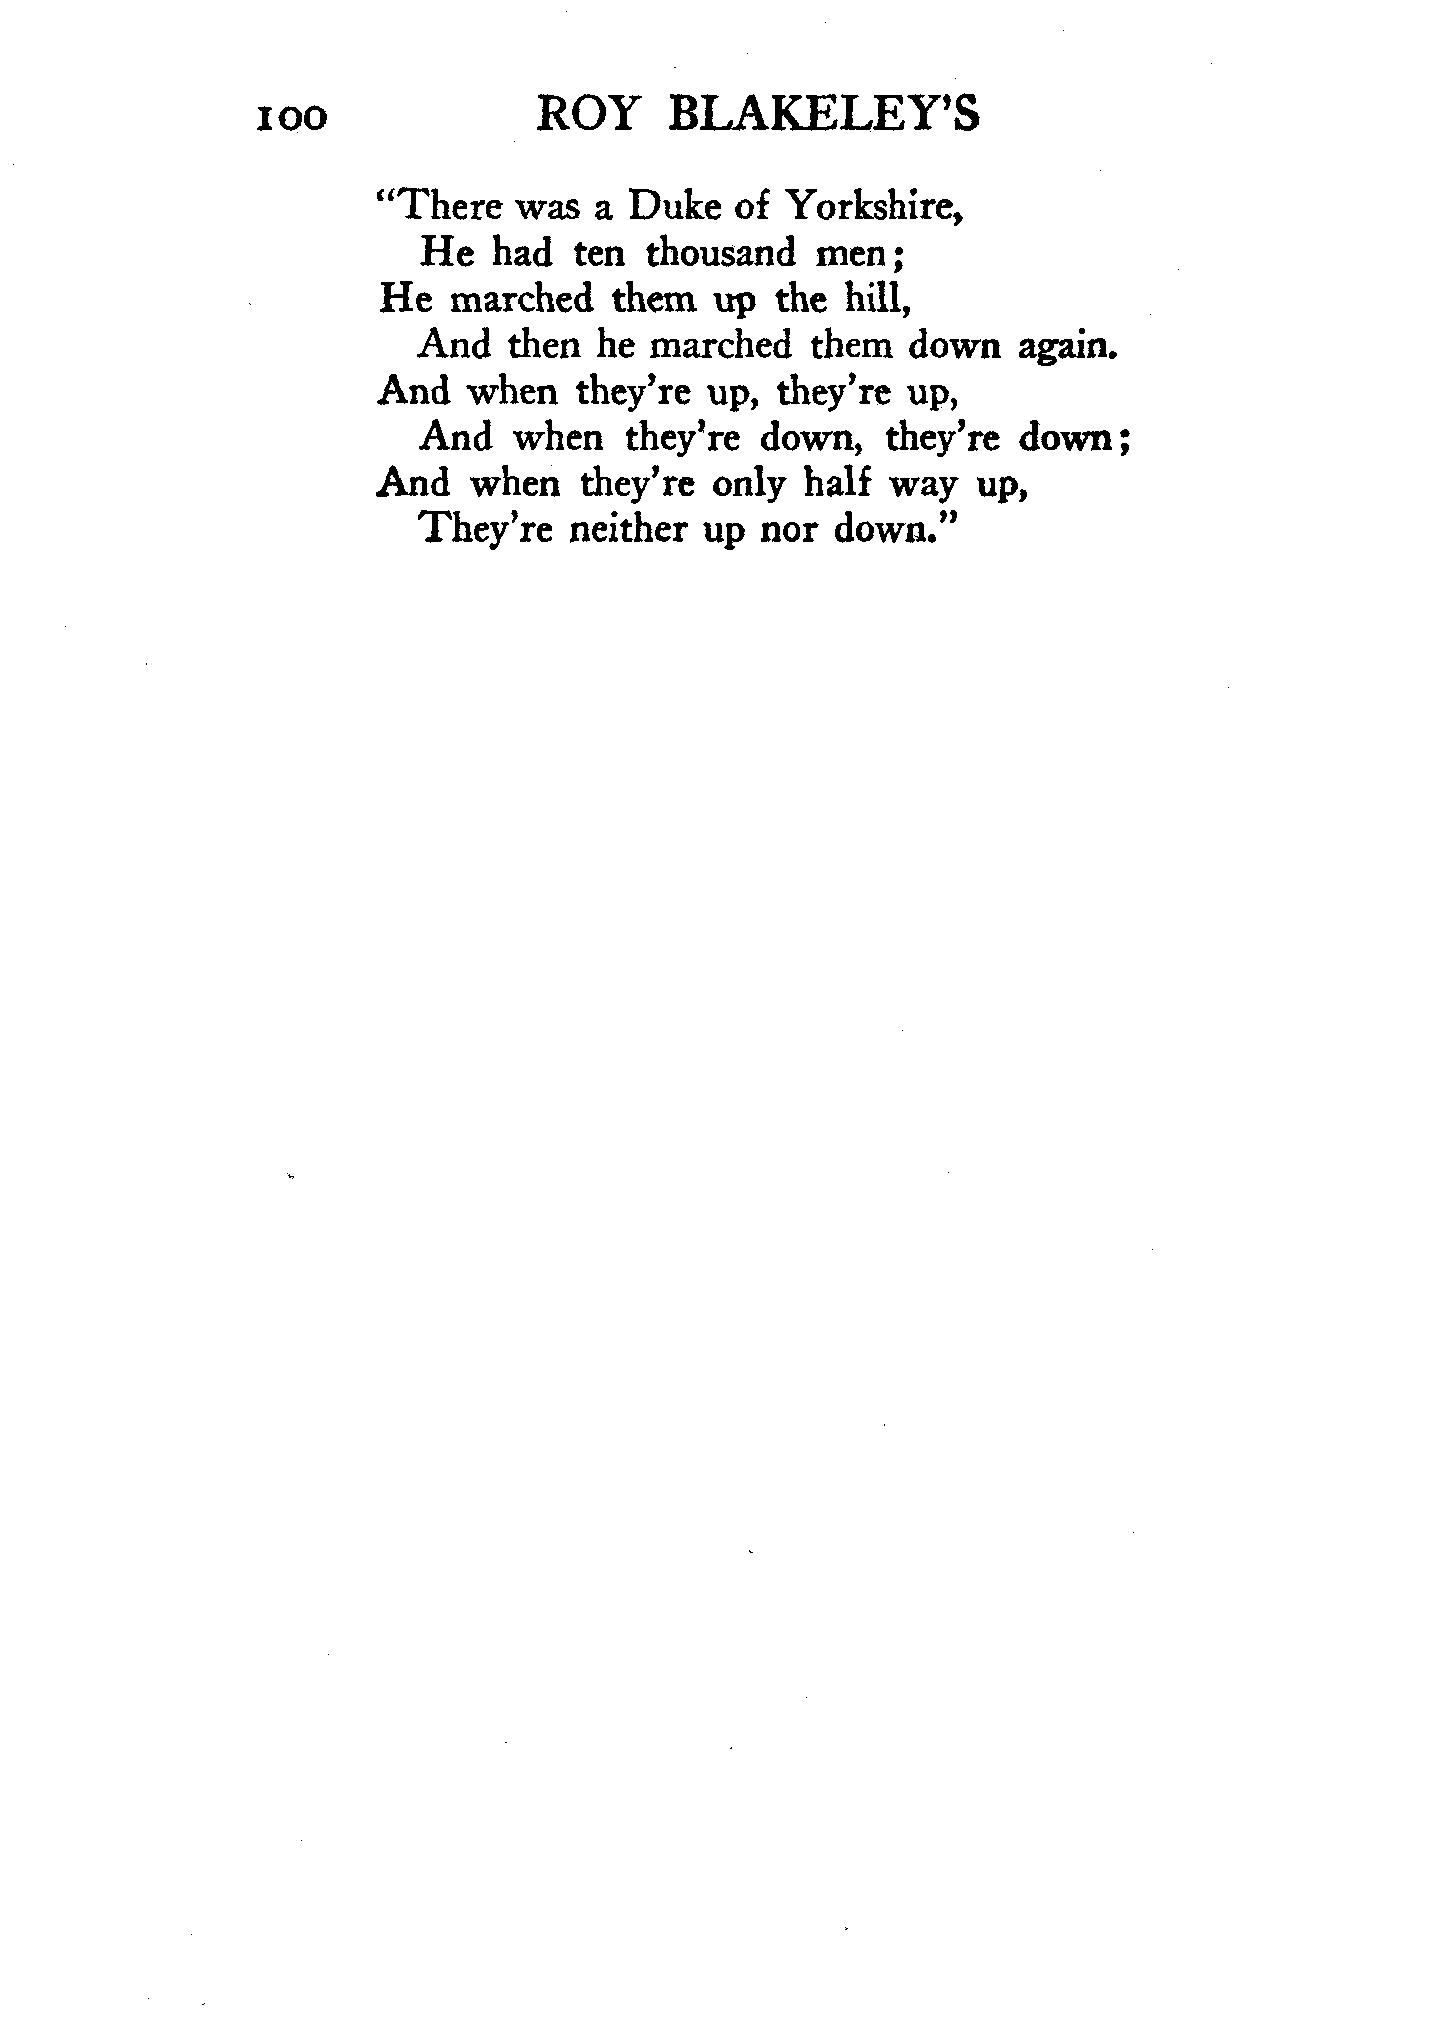 100 ROY BLAKELEY'S
“There was a Duke of Yorkshire,
He had ten thousand men;
He marched them up the hill,
And then he marched them down again.
And when they're up, they're up,
And when they're down, they're down;
And when they're only half way up,
They're neither up nor down.”